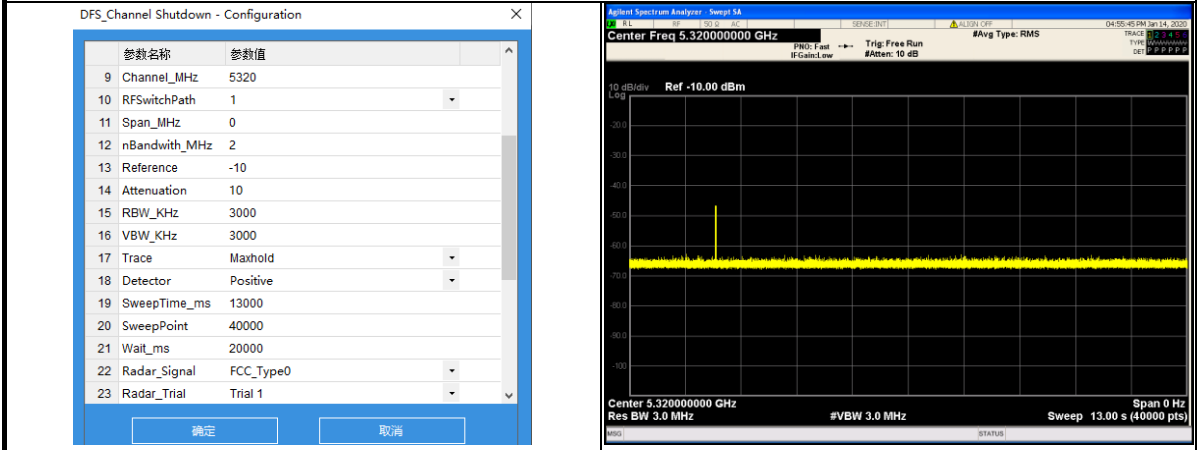 DFS_Channel Shutdown - Configuration
参数名称 参数值
9 Channel_MHz 5320
10 RFSwitchPath 1
11 Span_MHz 0
12 nBandwith_MHz 2
13 Reference -10
14 Attenuation 10
15 RBW_KHz 3000
16 VBW_KHz 3000
17 Trace Maxhold
18 Detector Positive
19 SweepTime_ms 13000
20 SweepPoint 40000
21 Wait_ms 20000
22 Radar_Signal FCC_Type0
23 Radar_Trial Trial 1
确定 取消
Agilent Spectrum Analyzer - Swept SA
RL RF 50 Ω AC SENSE:INT ALIGN OFF 04:55:45 PM Jan 14, 2020
Center Freq 5.320000000 GHz #Avg Type: RMS TRACE 1 2 3 4 5 6
PNO: Fast Trig: Free Run TYPE
IFGain:Low #Atten: 10 dB DET P P P P P P
10 dB/div Ref -10.00 dBm
Log
-20.0
-30.0
-40.0
-50.0
-60.0
-70.0
-80.0
-90.0
-100
Center 5.320000000 GHz Span 0 Hz
Res BW 3.0 MHz #VBW 3.0 MHz Sweep 13.00 s (40000 pts)
MSG STATUS